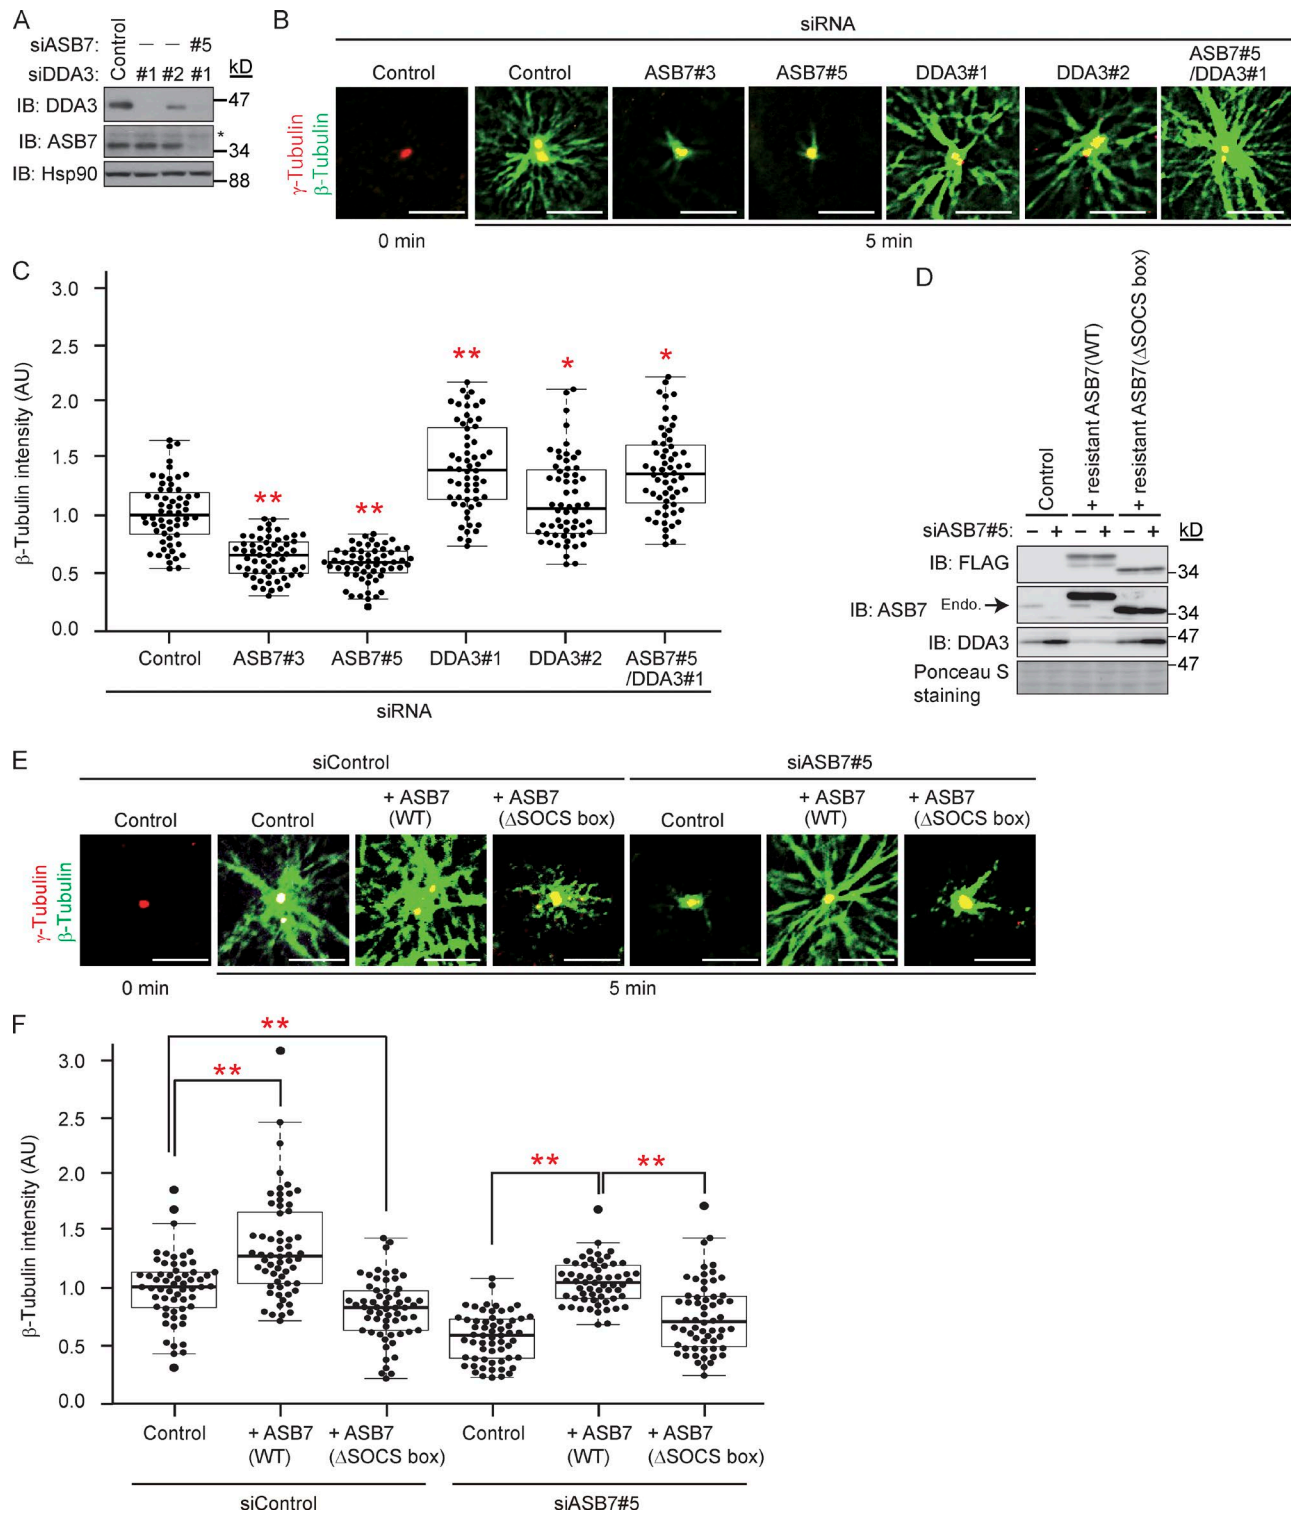 A
siASB7: Control – – #5
siDDA3: #1 #2 #1 kD
IB: DDA3 47
IB: ASB7 * 34
IB: Hsp90 88
B
siRNA
Control Control ASB7#3 ASB7#5 DDA3#1 DDA3#2 ASB7#5
/DDA3#1
γ-Tubulin
β-Tubulin
0 min 5 min
C
β-Tubulin intensity (AU)
3.0
2.5
2.0
1.5
1.0
0.5
0.0
** ** ** * *
Control ASB7#3 ASB7#5 DDA3#1 DDA3#2 ASB7#5
/DDA3#1
siRNA
D
Control
+ resistant ASB7(WT)
+ resistant ASB7(ΔSOCS box)
siASB7#5: – + – + – + kD
IB: FLAG 34
IB: ASB7 Endo. 34
IB: DDA3 47
Ponceau S 47
staining
E
siControl siASB7#5
Control Control + ASB7
(WT) + ASB7
(ΔSOCS box) Control + ASB7
(WT) + ASB7
(ΔSOCS box)
γ-Tubulin
β-Tubulin
0 min 5 min
F
β-Tubulin intensity (AU)
3.0
2.5
2.0
1.5
1.0
0.5
0.0
** ** ** **
Control + ASB7
(WT) + ASB7
(ΔSOCS box) Control + ASB7
(WT) + ASB7
(ΔSOCS box)
siControl siASB7#5